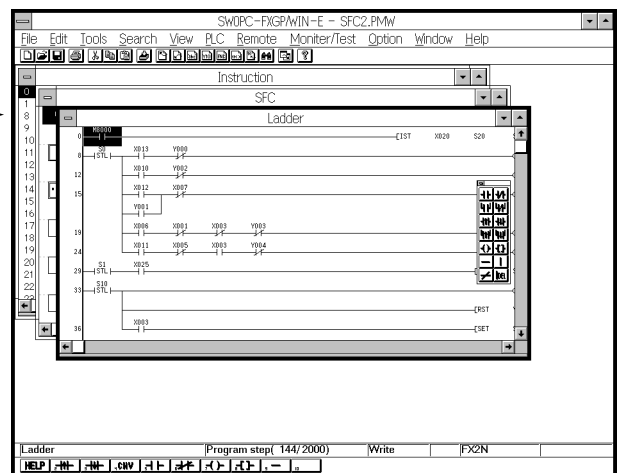 SW0PC-FXGP/WIN-E - SFC2.PMW
File Edit Tools Search View PLC Remote Moniter/Test Option Window Help
Instruction
SFC
Ladder
0
1
8
9
10
11
12
13
14
15
16
17
18
19
20
21
22
23
M8000
0 [IST X020 S20
S0 X013 Y000
8 STL
X010 Y002
12
X012 X007
15
Y001
X006 X001 X003 Y003
19
X011 X005 X003 Y004
24
S1 X025
29 STL
S10
33 STL
[RST
X003
36 [SET
Ladder Program step( 144/2000) Write FX2N
HELP CNV